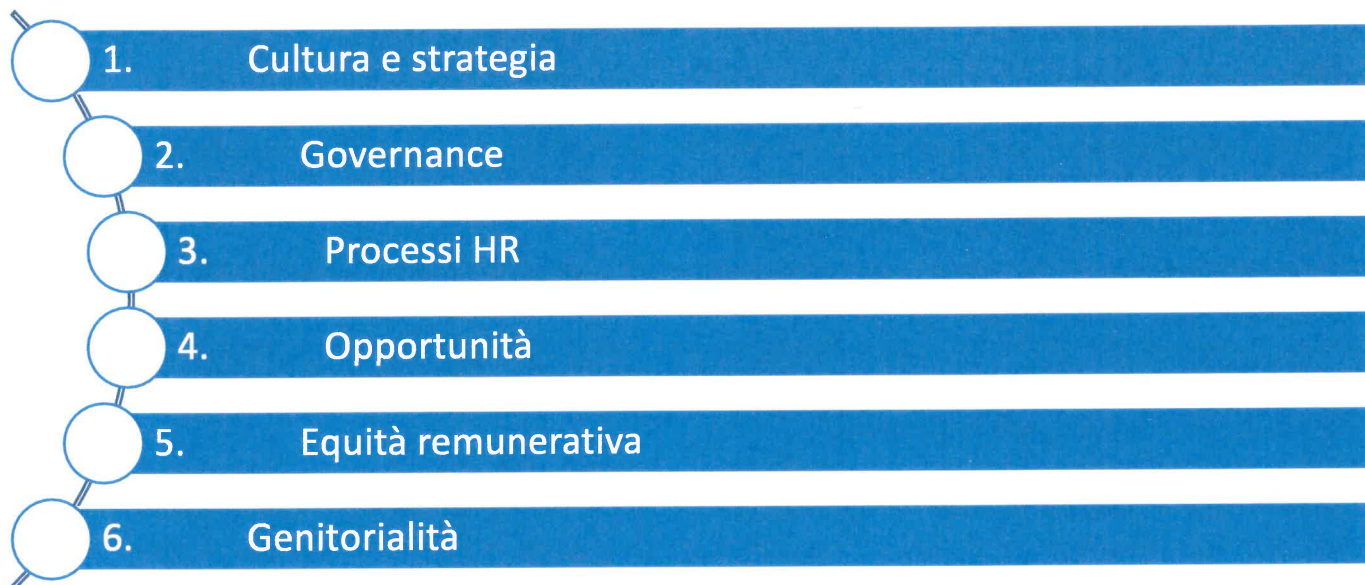 1. Cultura e strategia
2. Governance
3. Processi HR
4. Opportunità
5. Equità remunerativa
6. Genitorialità